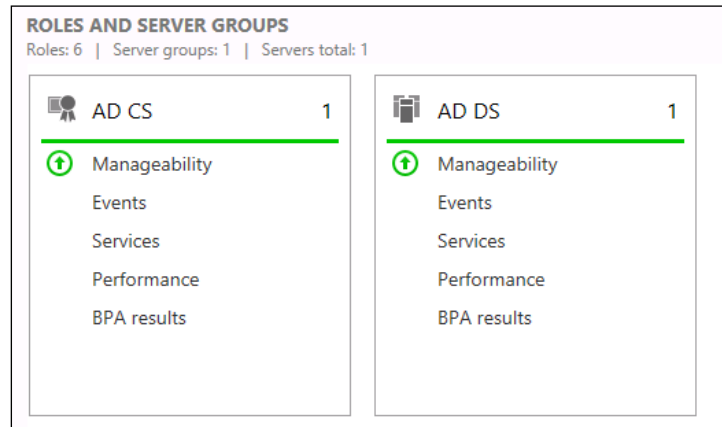 ROLES AND SERVER GROUPS
Roles: 6 | Server groups: 1 | Servers total: 1
AD CS 1
Manageability
Events
Services
Performance
BPA results
AD DS 1
Manageability
Events
Services
Performance
BPA results